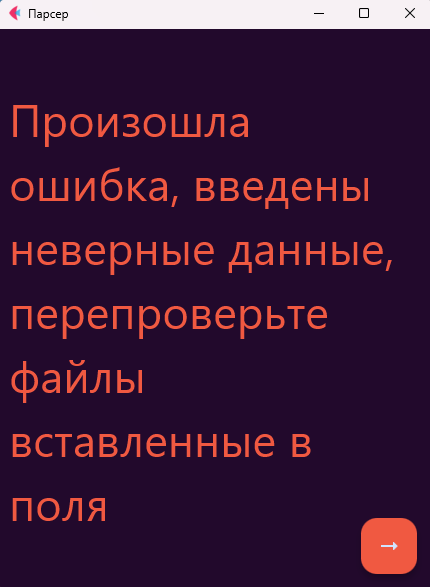 Парсер
Произошла
ошибка, введены
неверные данные,
перепроверьте
файлы
вставленные в
поля